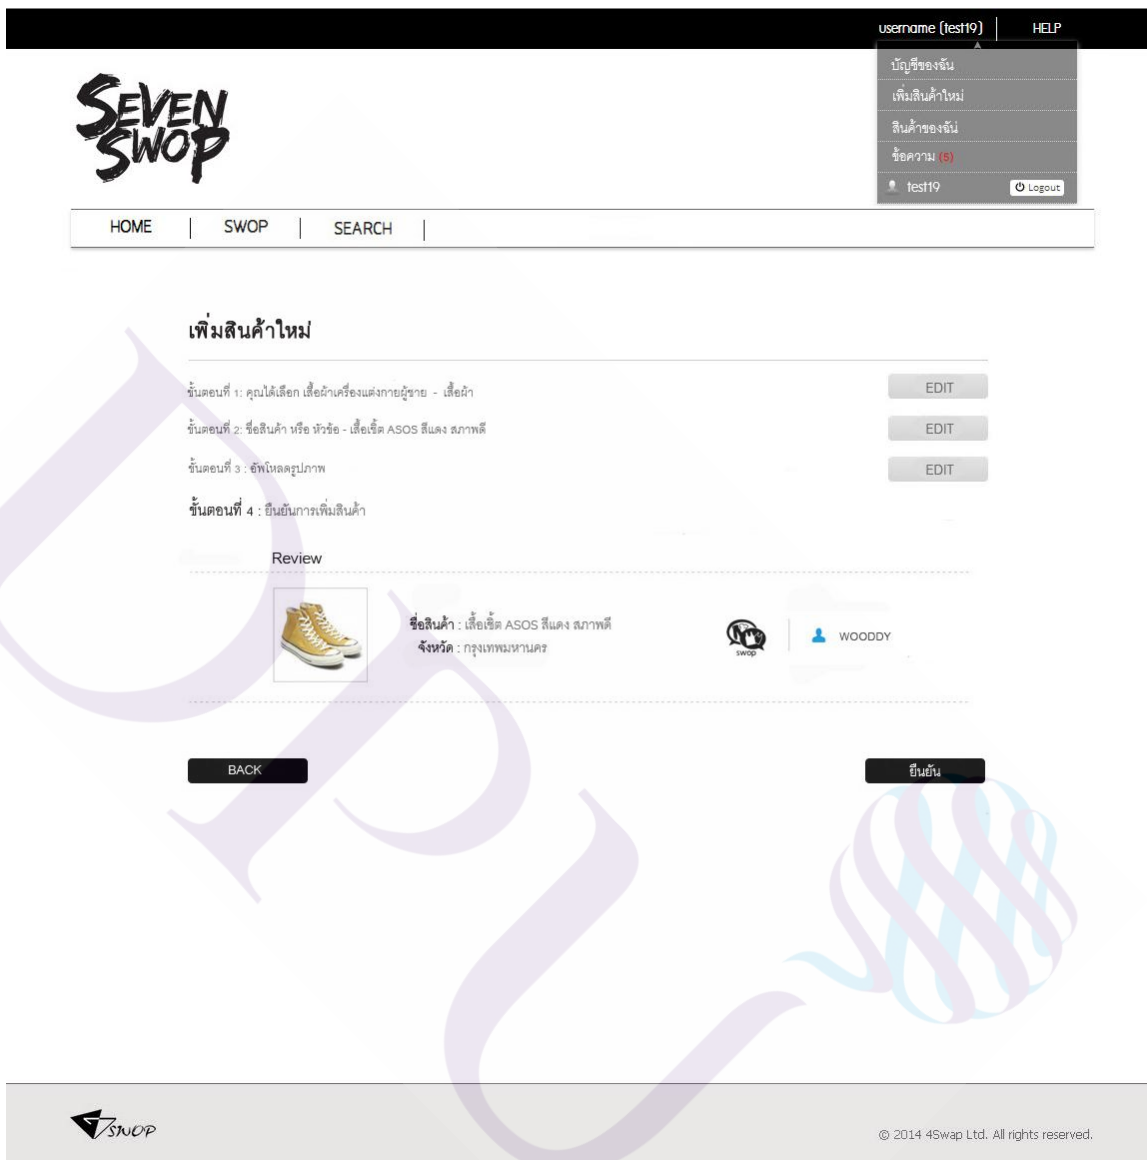 username (test19) HELP
บัญชีของฉัน
เพิ่มสินค้าใหม่
สินค้าของฉัน่
ข้อความ (5)
test19 Logout
SEVEN
SWOP
HOME SWOP SEARCH
เพิ่มสินค้าใหม่
ขั้นตอนที่ 1: คุณได้เลือก เสื้อผ้าเครื่องแต่งกายผู้ชาย - เสื้อผ้า EDIT
ขั้นตอนที่ 2: ชื่อสินค้า หรือ หัวข้อ - เสื้อเชิ้ต ASOS สีแดง สภาพดี EDIT
ขั้นตอนที่ 3 : อัพโหลดรูปภาพ EDIT
ขั้นตอนที่ 4 : ยืนยันการเพิ่มสินค้า
Review
ชื่อสินค้า : เสื้อเชิ้ต ASOS สีแดง สภาพดี
จังหวัด : กรุงเทพมหานคร
swop
WOODDY
BACK ยืนยัน
DPU
7SWOP
© 2014 4Swap Ltd. All rights reserved.